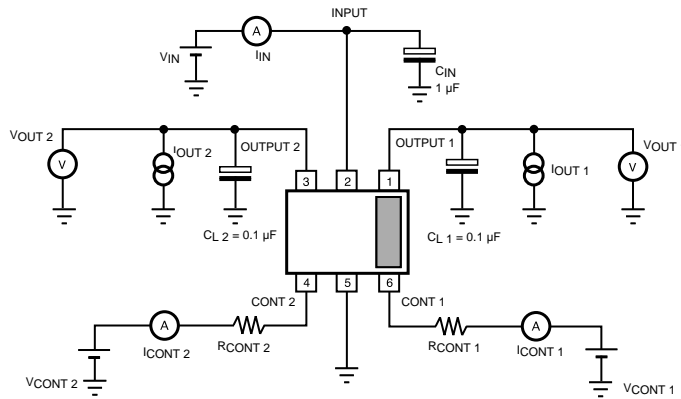 INPUT
A
VIN
IIN
CIN
1 µF
VOUT 2
V
IOUT 2
OUTPUT 2
OUTPUT 1
IOUT 1
VOUT
V
3 2 1
CL 2 = 0.1 µF
CL 1 = 0.1 µF
4 5 6
CONT 2
CONT 1
A
ICONT 2
RCONT 2
RCONT 1
A
ICONT 1
VCONT 2
VCONT 1